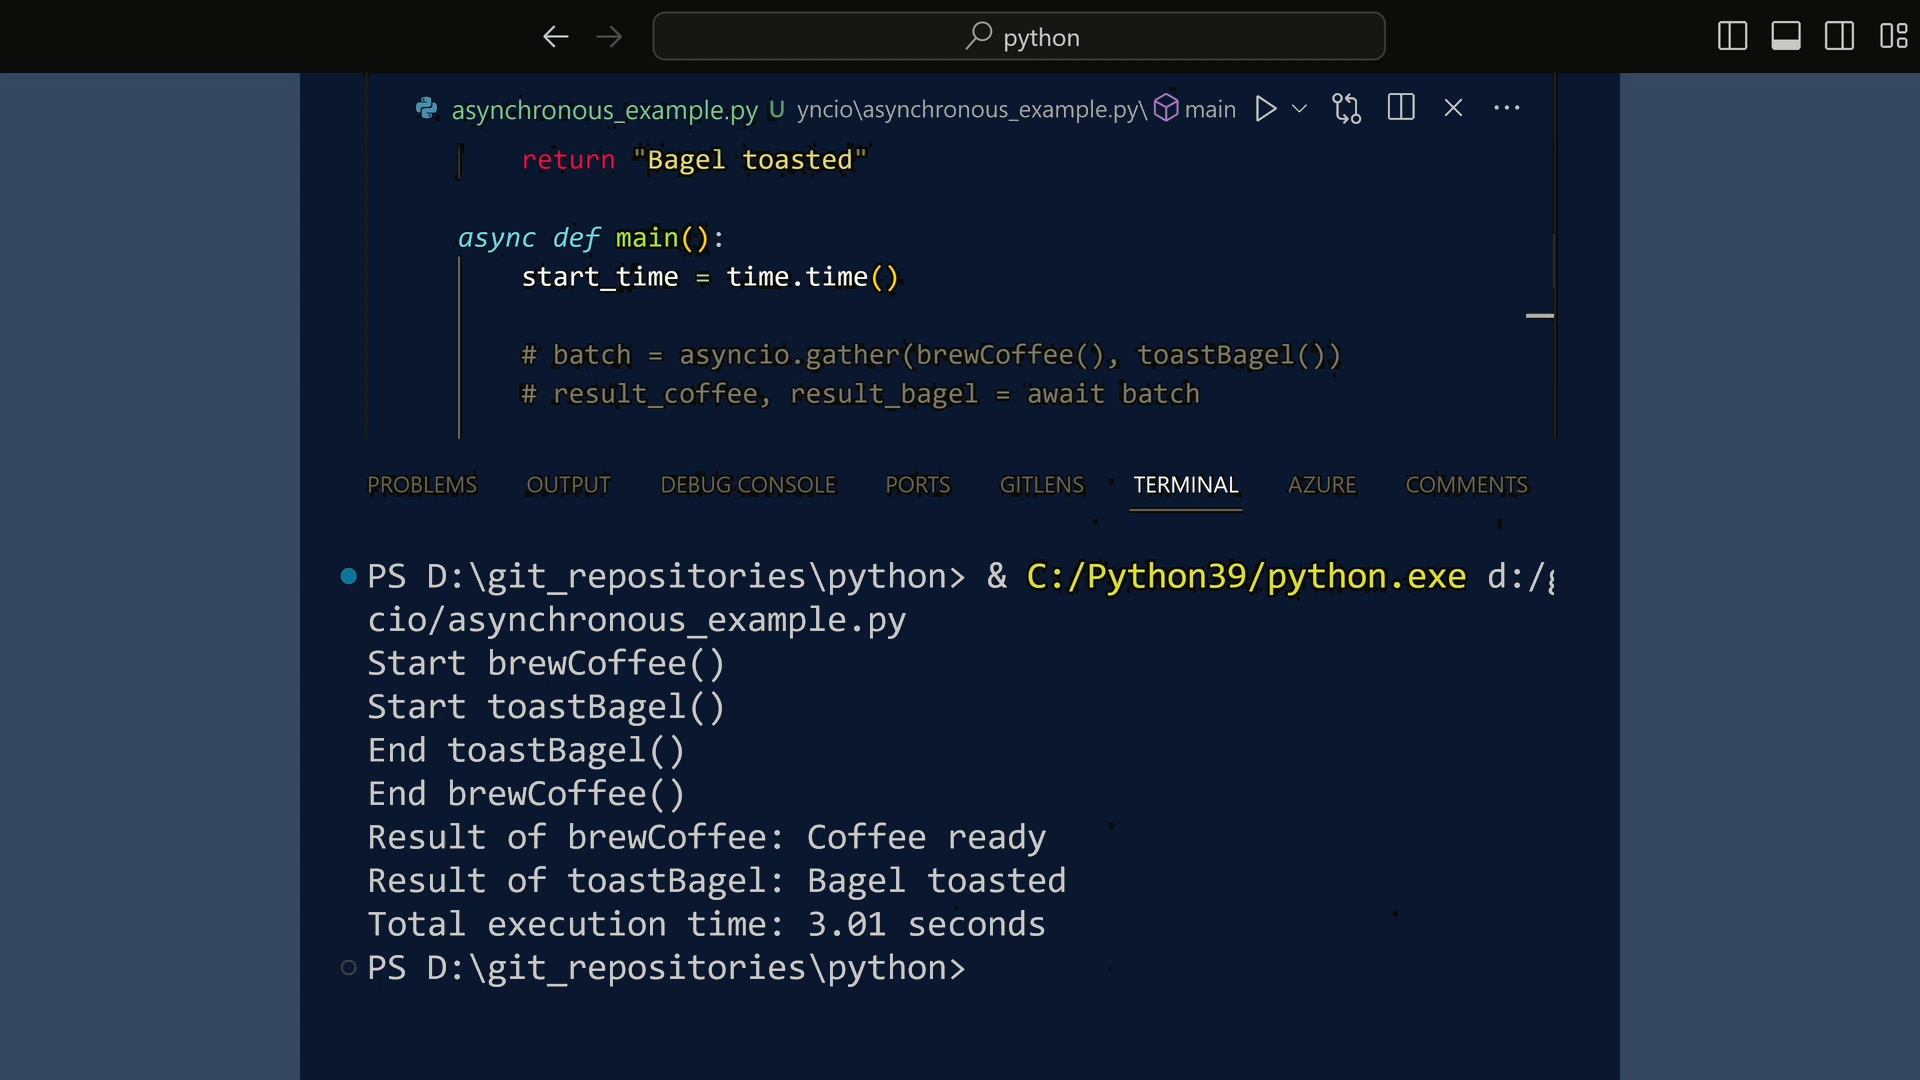 python
asynchronous_example.py U yncio\asynchronous_example.py\ main
return "Bagel toasted"
async def main():
start_time = time.time()
# batch = asyncio.gather(brewCoffee(), toastBagel())
# result_coffee, result_bagel = await batch
PROBLEMS OUTPUT DEBUG CONSOLE PORTS GITLENS TERMINAL AZURE COMMENTS
PS D:\git_repositories\python> & C:/Python39/python.exe d:/g
cio/asynchronous_example.py
Start brewCoffee()
Start toastBagel()
End toastBagel()
End brewCoffee()
Result of brewCoffee: Coffee ready
Result of toastBagel: Bagel toasted
Total execution time: 3.01 seconds
PS D:\git_repositories\python>